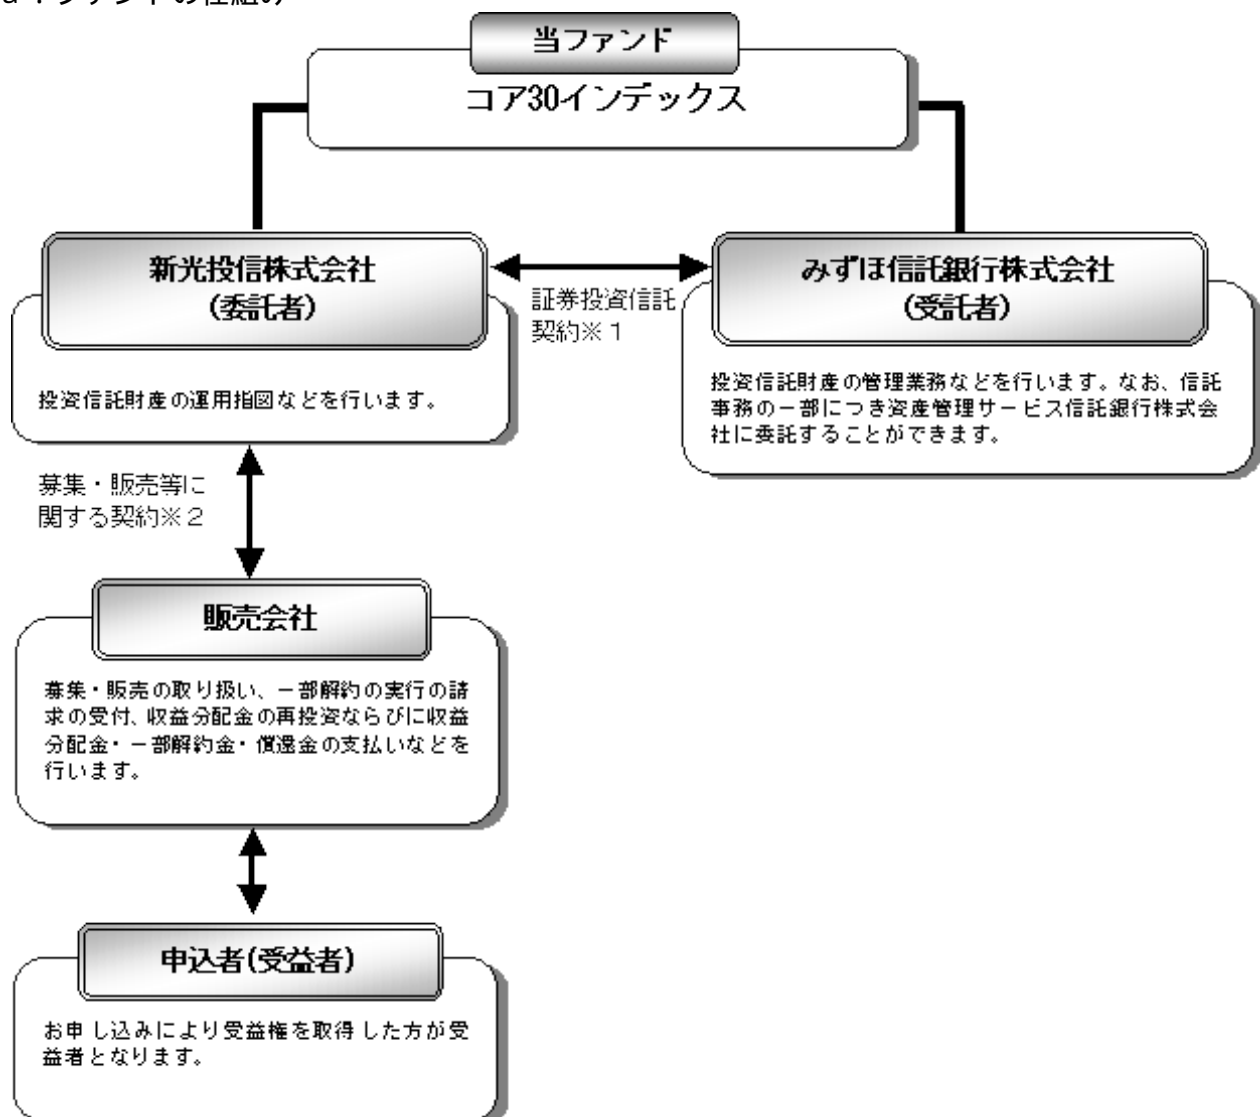 a．ファンドの仕組み
当ファンド
コア30インデックス
新光投信株式会社
(委託者)
投資信託財産の運用指図などを行います。
証券投資信託
契約※１
みずほ信託銀行株式会社
(受託者)
投資信託財産の管理業務などを行います。なお、信託
事務の一部につき資産管理サービス信託銀行株式会
社に委託することができます。
募集・販売等に
関する契約※２
販売会社
募集・販売の取り扱い、一部解約の実行の請
求の受付、収益分配金の再投資ならびに収益
分配金・一部解約金・償還金の支払いなどを
行います。
申込者(受益者)
お申し込みにより受益権を取得した方が受
益者となります。